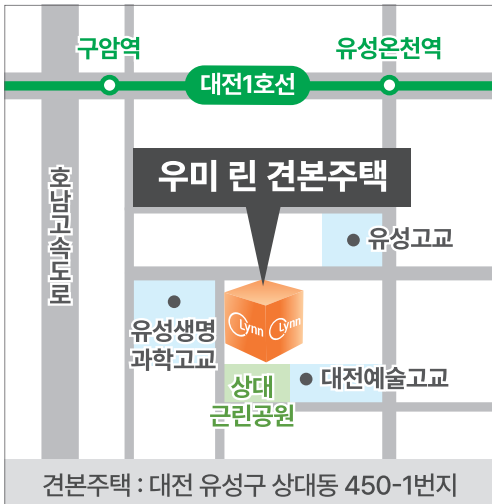 구암역
유성온천역
대전1호선
호남고속도로
우미 린 견본주택
유성고교
Lynn
Lynn
유성생명
과학고교
상대
근린공원
대전예술고교
견본주택 : 대전 유성구 상대동 450-1번지